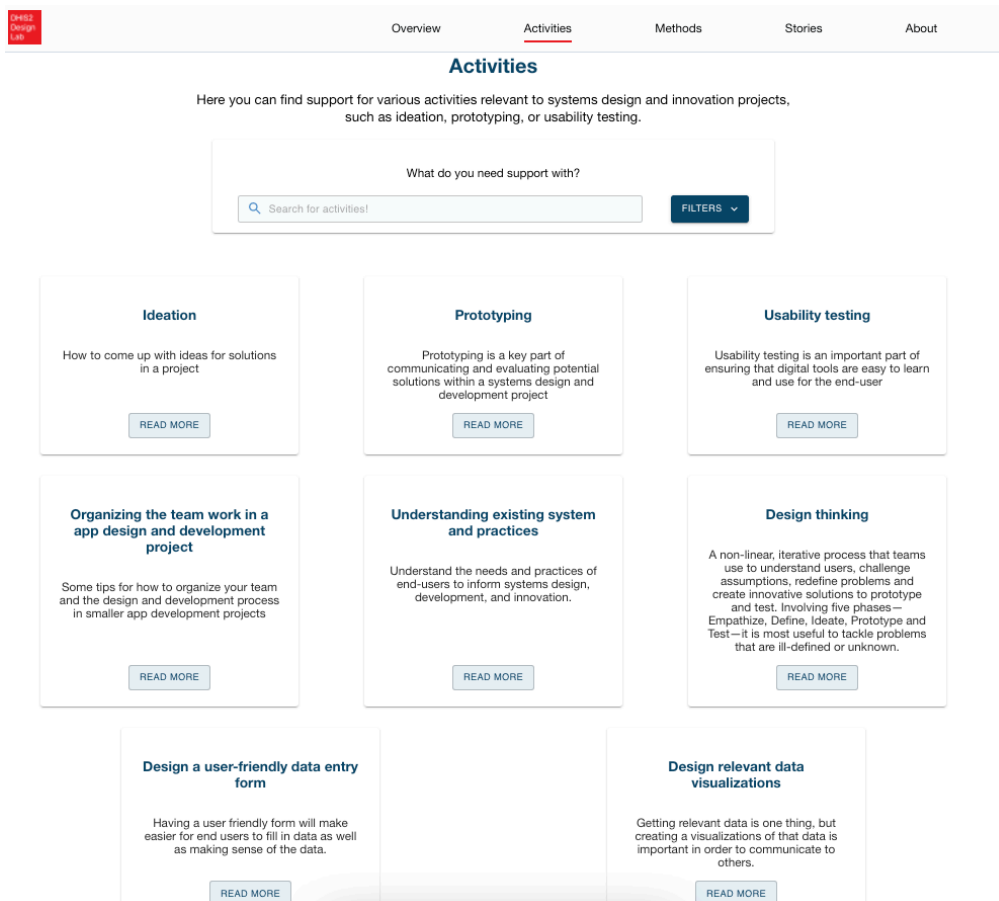 DHIS2
Design
Lab
Overview
Activities
Methods
Stories
About
Activities
Here you can find support for various activities relevant to systems design and innovation projects,
such as ideation, prototyping, or usability testing.
What do you need support with?
Search for activities!
FILTERS
Ideation
How to come up with ideas for solutions
in a project
READ MORE
Prototyping
Prototyping is a key part of
communicating and evaluating potential
solutions within a systems design and
development project
READ MORE
Usability testing
Usability testing is an important part of
ensuring that digital tools are easy to learn
and use for the end-user
READ MORE
Organizing the team work in a
app design and development
project
Some tips for how to organize your team
and the design and development process
in smaller app development projects
READ MORE
Understanding existing system
and practices
Understand the needs and practices of
end-users to inform systems design,
development, and innovation.
READ MORE
Design thinking
A non-linear, iterative process that teams
use to understand users, challenge
assumptions, redefine problems and
create innovative solutions to prototype
and test. Involving five phases—
Empathize, Define, Ideate, Prototype and
Test—it is most useful to tackle problems
that are ill-defined or unknown.
READ MORE
Design a user-friendly data entry
form
Having a user friendly form will make
easier for end users to fill in data as well
as making sense of the data.
READ MORE
Design relevant data
visualizations
Getting relevant data is one thing, but
creating a visualizations of that data is
important in order to communicate to
others.
READ MORE